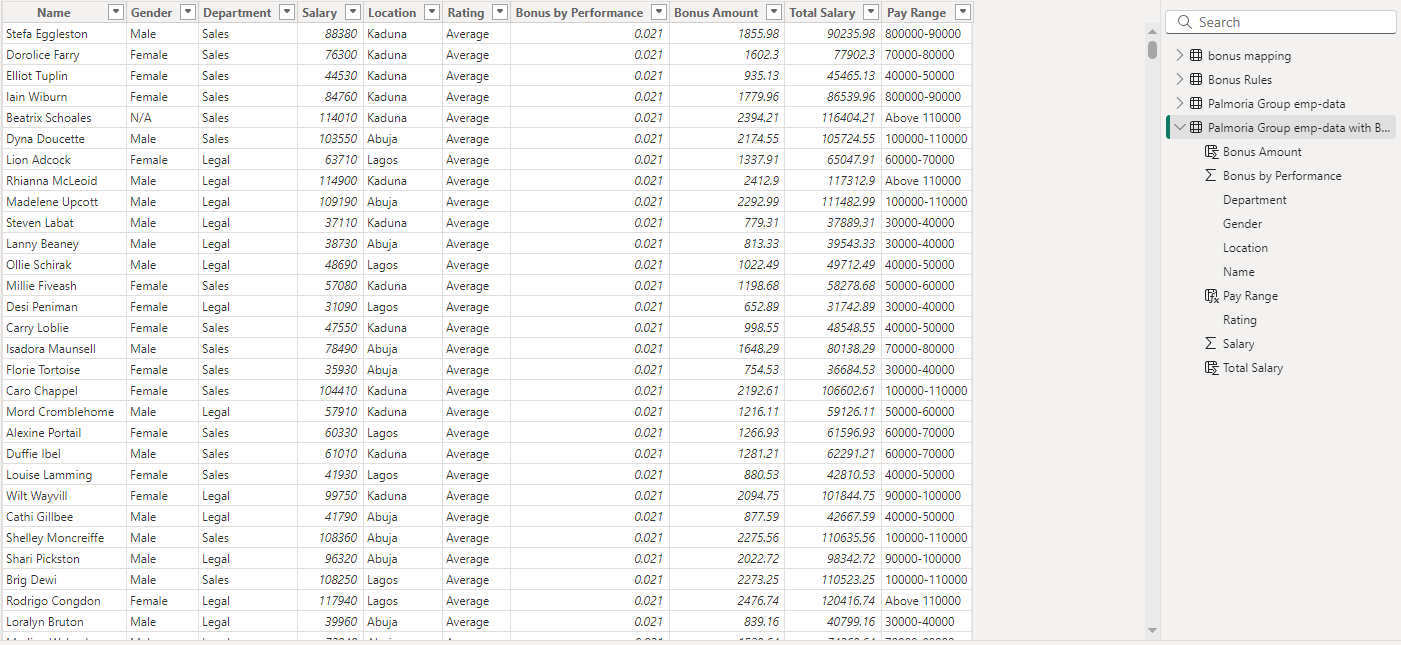 Name Gender Department Salary Location Rating Bonus by Performance Bonus Amount Total Salary Pay Range
Stefa Eggleston Male Sales 88380 Kaduna Average 0.021 1855.98 90235.98 800000-90000
Dorolice Farry Female Sales 76300 Kaduna Average 0.021 1602.3 77902.3 70000-80000
Elliot Tuplin Female Sales 44530 Kaduna Average 0.021 935.13 45465.13 40000-50000
Iain Wiburn Female Sales 84760 Kaduna Average 0.021 1779.96 86539.96 800000-90000
Beatrix Schoales N/A Sales 114010 Kaduna Average 0.021 2394.21 116404.21 Above 110000
Dyna Doucette Male Sales 103550 Abuja Average 0.021 2174.55 105724.55 100000-110000
Lion Adcock Female Legal 63710 Lagos Average 0.021 1337.91 65047.91 60000-70000
Rhianna McLeoid Male Legal 114900 Kaduna Average 0.021 2412.9 117312.9 Above 110000
Madelene Upcott Male Legal 109190 Abuja Average 0.021 2292.99 111482.99 100000-110000
Steven Labat Male Legal 37110 Kaduna Average 0.021 779.31 37889.31 30000-40000
Lanny Beaney Male Legal 38730 Abuja Average 0.021 813.33 39543.33 30000-40000
Ollie Schirak Male Legal 48690 Lagos Average 0.021 1022.49 49712.49 40000-50000
Millie Fiveash Female Sales 57080 Kaduna Average 0.021 1198.68 58278.68 50000-60000
Desi Peniman Female Legal 31090 Lagos Average 0.021 652.89 31742.89 30000-40000
Carry Loblie Female Sales 47550 Kaduna Average 0.021 998.55 48548.55 40000-50000
Isadora Maunsell Male Sales 78490 Abuja Average 0.021 1648.29 80138.29 70000-80000
Florie Tortoise Female Sales 35930 Abuja Average 0.021 754.53 36684.53 30000-40000
Caro Chappel Female Sales 104410 Kaduna Average 0.021 2192.61 106602.61 100000-110000
Mord Cromblehome Male Legal 57910 Kaduna Average 0.021 1216.11 59126.11 50000-60000
Alexine Portail Female Sales 60330 Lagos Average 0.021 1266.93 61596.93 60000-70000
Duffie Ibel Male Sales 61010 Kaduna Average 0.021 1281.21 62291.21 60000-70000
Louise Lamming Female Sales 41930 Lagos Average 0.021 880.53 42810.53 40000-50000
Wilt Wayvill Female Legal 99750 Kaduna Average 0.021 2094.75 101844.75 90000-100000
Cathi Gillbee Male Legal 41790 Abuja Average 0.021 877.59 42667.59 40000-50000
Shelley Moncreiffe Male Sales 108360 Abuja Average 0.021 2275.56 110635.56 100000-110000
Shari Pickston Male Legal 96320 Abuja Average 0.021 2022.72 98342.72 90000-100000
Brig Dewi Male Sales 108250 Lagos Average 0.021 2273.25 110523.25 100000-110000
Rodrigo Congdon Female Legal 117940 Lagos Average 0.021 2476.74 120416.74 Above 110000
Loralyn Bruton Male Legal 39960 Abuja Average 0.021 839.16 40799.16 30000-40000
Search
bonus mapping
Bonus Rules
Palmoria Group emp-data
Palmoria Group emp-data with B...
Bonus Amount
Bonus by Performance
Department
Gender
Location
Name
Pay Range
Rating
Salary
Total Salary